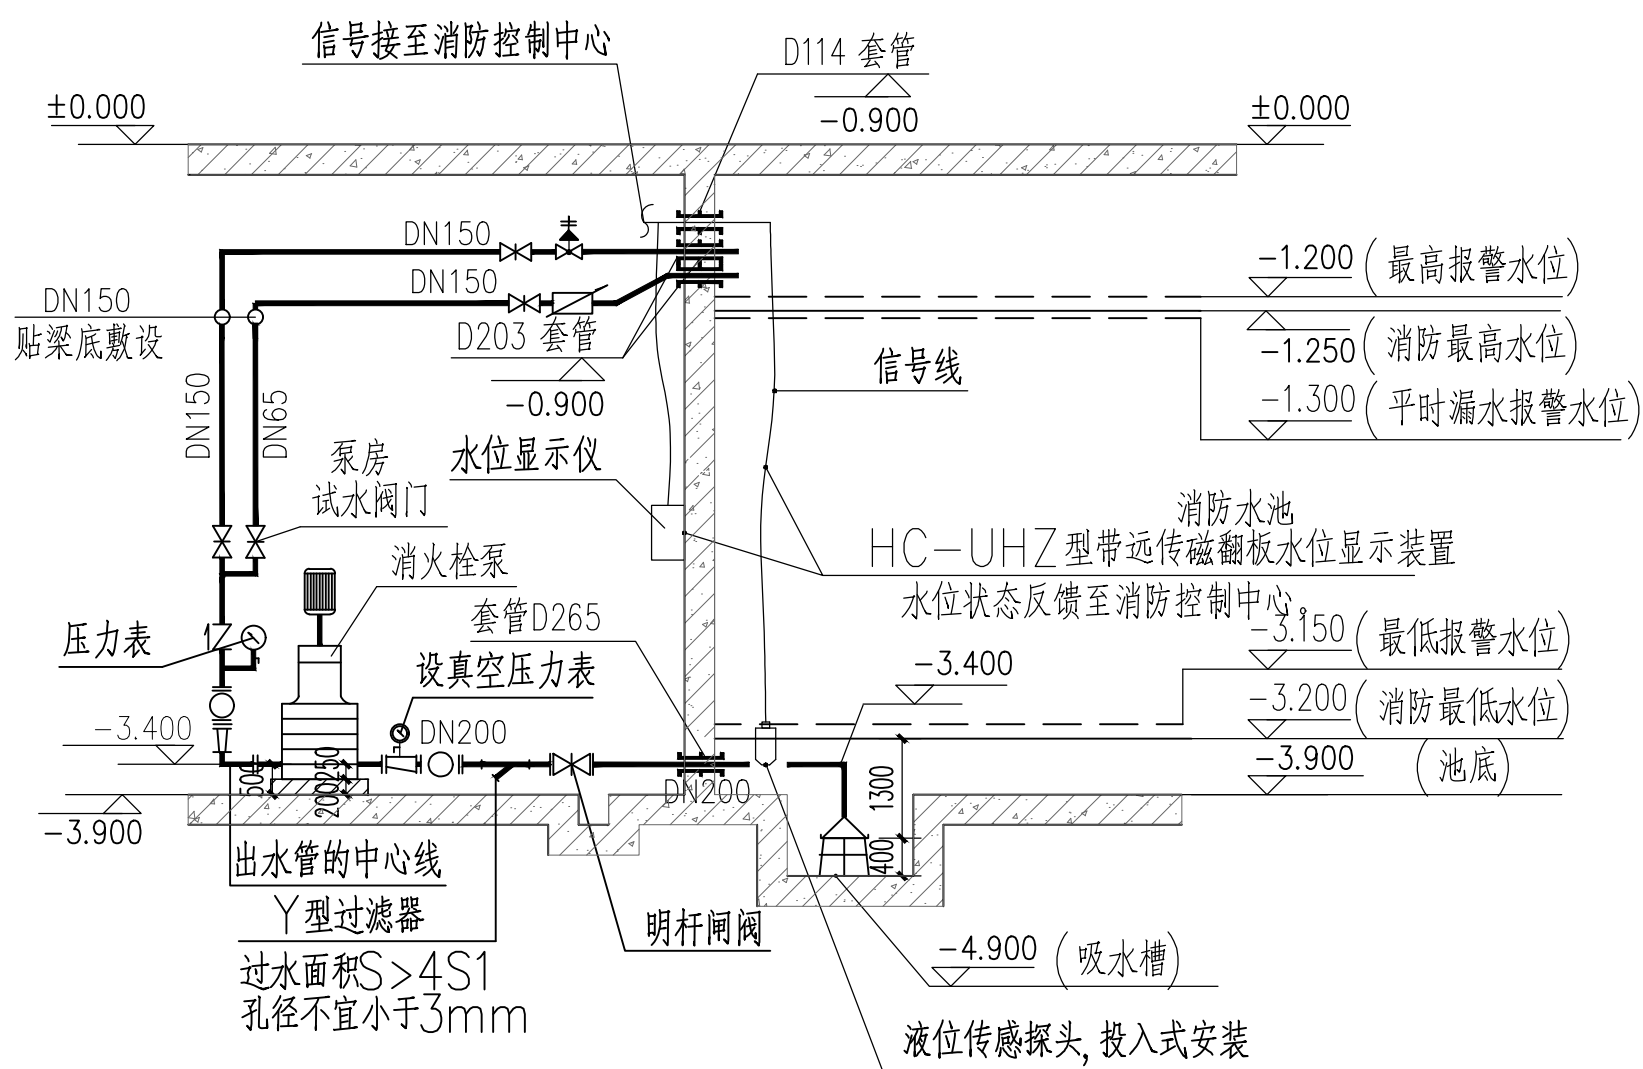 信号接至消防控制中心
D114 套管
-0.900
±0.000
±0.000
DN150
DN150
DN150
贴梁底敷设
D203 套管
-0.900
-1.200(最高报警水位)
-1.250(消防最高水位)
-1.300(平时漏水报警水位)
信号线
DN150
DN65
水位显示仪
泵房
试水阀门
消防水池
HC-UHZ型带远传磁翻板水位显示装置
水位状态反馈至消防控制中心。
消火栓泵
套管D265
压力表
设真空压力表
-3.400
-3.150(最低报警水位)
-3.200(消防最低水位)
-3.400
DN200
-3.900
(池底)
500
250
200
DN200
1300
400
-3.900
出水管的中心线
Y型过滤器
过水面积S>4S1
孔径不宜小于3mm
明杆闸阀
-4.900(吸水槽)
液位传感探头,投入式安装